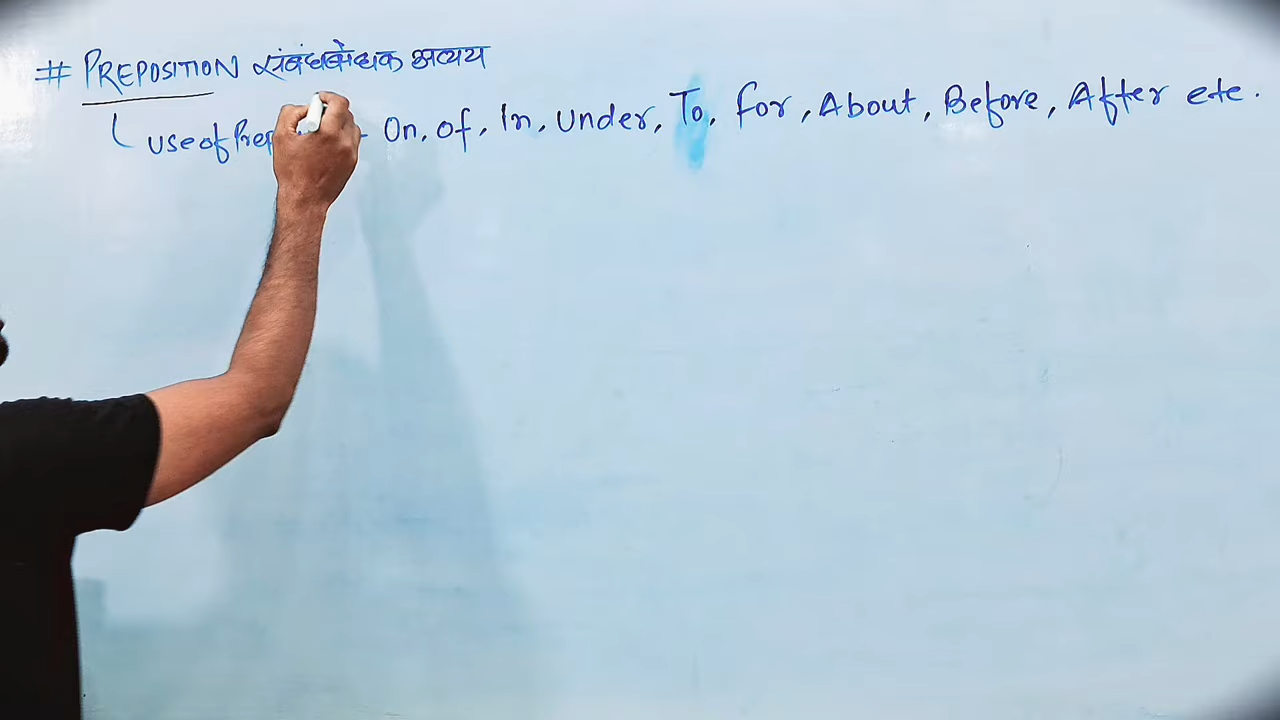 # PREPOSITION संबंधबोधक अव्यय
use of Prep - On, of, In, Under, To, for, About, Before, After etc.